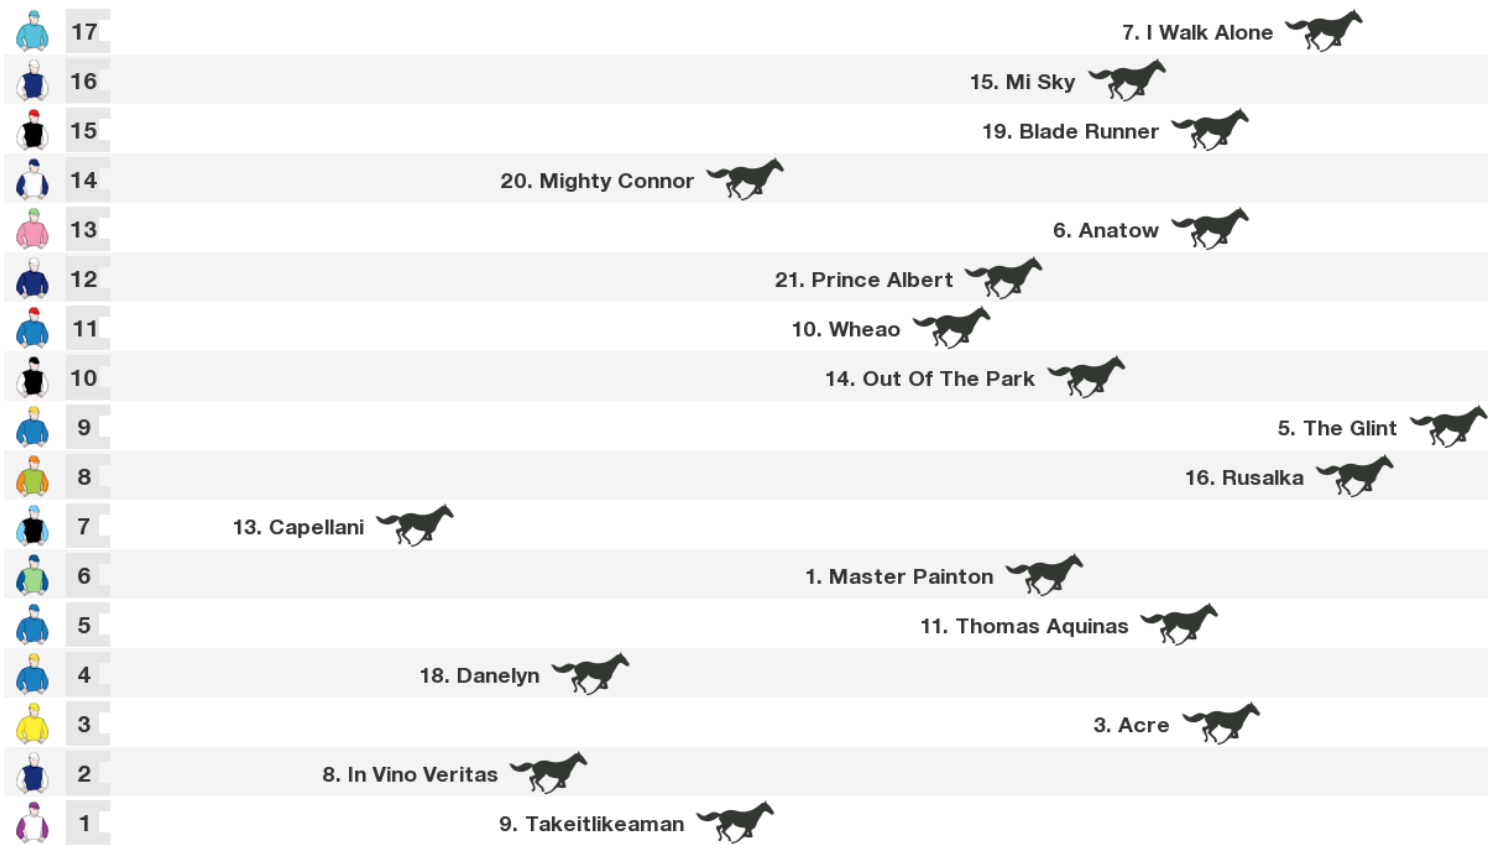 17 7. I Walk Alone
16 15. Mi Sky
15 19. Blade Runner
14 20. Mighty Connor
13 6. Anatow
12 21. Prince Albert
11 10. Wheao
10 14. Out Of The Park
9 5. The Glint
8 16. Rusalka
7 13. Capellani
6 1. Master Painton
5 11. Thomas Aquinas
4 18. Danelyn
3 3. Acre
2 8. In Vino Veritas
1 9. Takeitlikeaman